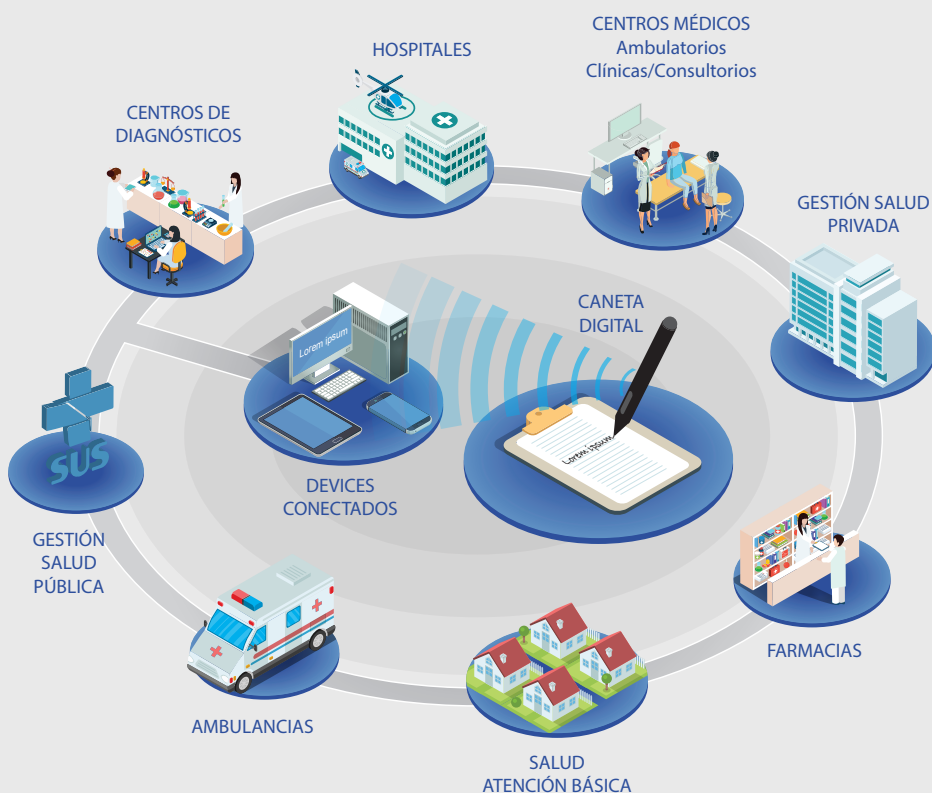 HOSPITALES
CENTROS MÉDICOS
Ambulatorios
Clínicas/Consultorios
CENTROS DE
DIAGNÓSTICOS
GESTIÓN SALUD
PRIVADA
CANETA
DIGITAL
Lorem ipsum
Lorem ipsum
SUS
DEVICES
CONECTADOS
GESTIÓN
SALUD
PÚBLICA
FARMACIAS
AMBULANCIAS
SALUD
ATENCIÓN BÁSICA